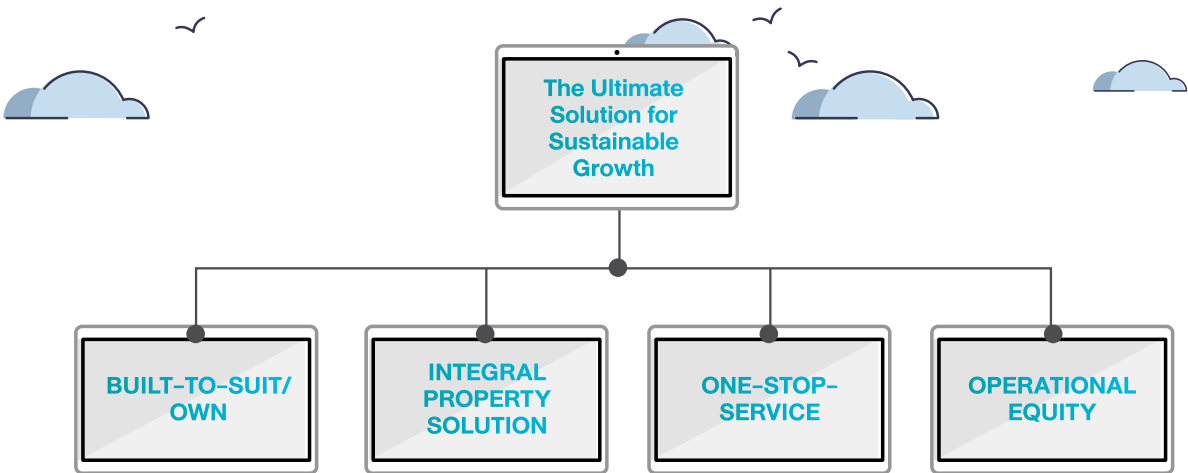 The Ultimate
Solution for
Sustainable
Growth
BUILT–TO–SUIT/
OWN
INTEGRAL
PROPERTY
SOLUTION
ONE–STOP–
SERVICE
OPERATIONAL
EQUITY